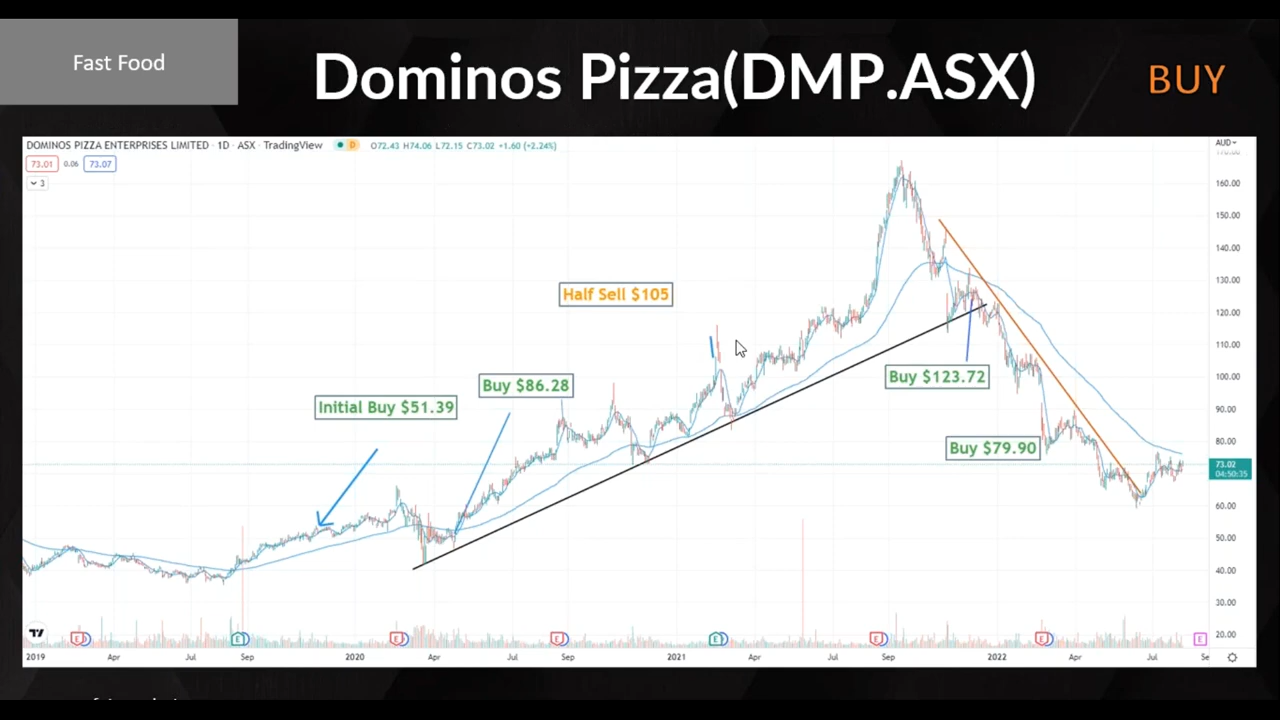 Fast Food
Dominos Pizza(DMP.ASX)
BUY
DOMINOS PIZZA ENTERPRISES LIMITED · 1D · ASX · TradingView D O72.43 H74.06 L72.15 C73.02 +1.60 (+2.24%)
AUD
73.01 0.06 73.07
3
170.00
160.00
150.00
140.00
130.00
120.00
110.00
100.00
90.00
80.00
73.02
04:50:35
60.00
50.00
40.00
30.00
20.00
Half Sell $105
Buy $86.28
Initial Buy $51.39
Buy $123.72
Buy $79.90
E E E E E E E E
2019 Apr Jul Sep 2020 Apr Jul Sep 2021 Apr Jul Sep 2022 Apr Jul Se